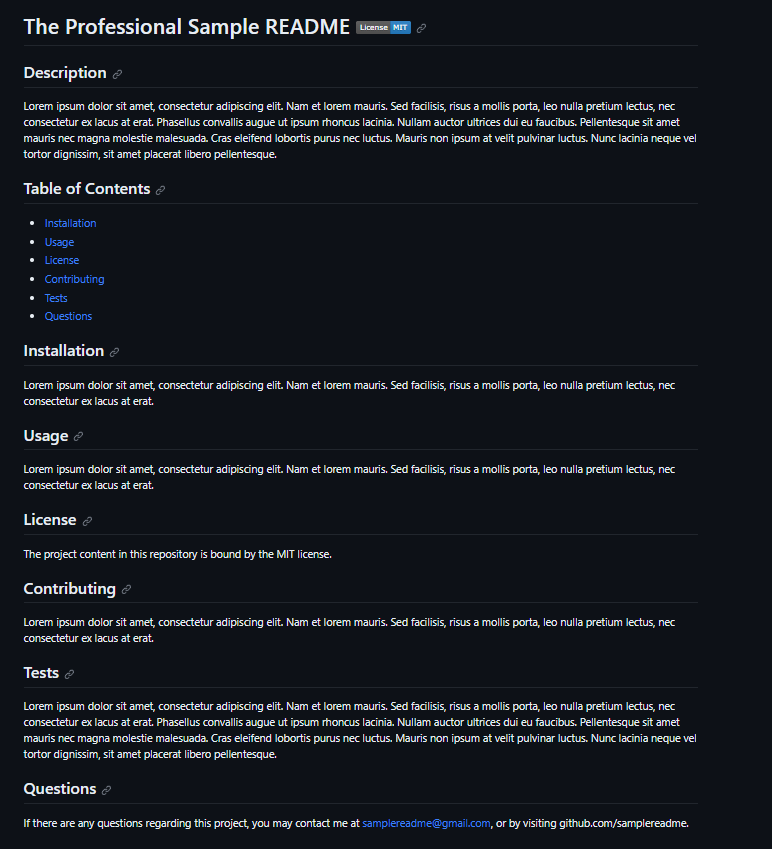 The Professional Sample README License MIT
Description
Lorem ipsum dolor sit amet, consectetur adipiscing elit. Nam et lorem mauris. Sed facilisis, risus a mollis porta, leo nulla pretium lectus, nec
consectetur ex lacus at erat. Phasellus convallis augue ut ipsum rhoncus lacinia. Nullam auctor ultrices dui eu faucibus. Pellentesque sit amet
mauris nec magna molestie malesuada. Cras eleifend lobortis purus nec luctus. Mauris non ipsum at velit pulvinar luctus. Nunc lacinia neque vel
tortor dignissim, sit amet placerat libero pellentesque.
Table of Contents
• Installation
• Usage
• License
• Contributing
• Tests
• Questions
Installation
Lorem ipsum dolor sit amet, consectetur adipiscing elit. Nam et lorem mauris. Sed facilisis, risus a mollis porta, leo nulla pretium lectus, nec
consectetur ex lacus at erat.
Usage
Lorem ipsum dolor sit amet, consectetur adipiscing elit. Nam et lorem mauris. Sed facilisis, risus a mollis porta, leo nulla pretium lectus, nec
consectetur ex lacus at erat.
License
The project content in this repository is bound by the MIT license.
Contributing
Lorem ipsum dolor sit amet, consectetur adipiscing elit. Nam et lorem mauris. Sed facilisis, risus a mollis porta, leo nulla pretium lectus, nec
consectetur ex lacus at erat.
Tests
Lorem ipsum dolor sit amet, consectetur adipiscing elit. Nam et lorem mauris. Sed facilisis, risus a mollis porta, leo nulla pretium lectus, nec
consectetur ex lacus at erat. Phasellus convallis augue ut ipsum rhoncus lacinia. Nullam auctor ultrices dui eu faucibus. Pellentesque sit amet
mauris nec magna molestie malesuada. Cras eleifend lobortis purus nec luctus. Mauris non ipsum at velit pulvinar luctus. Nunc lacinia neque vel
tortor dignissim, sit amet placerat libero pellentesque.
Questions
If there are any questions regarding this project, you may contact me at samplereadme@gmail.com, or by visiting github.com/samplereadme.